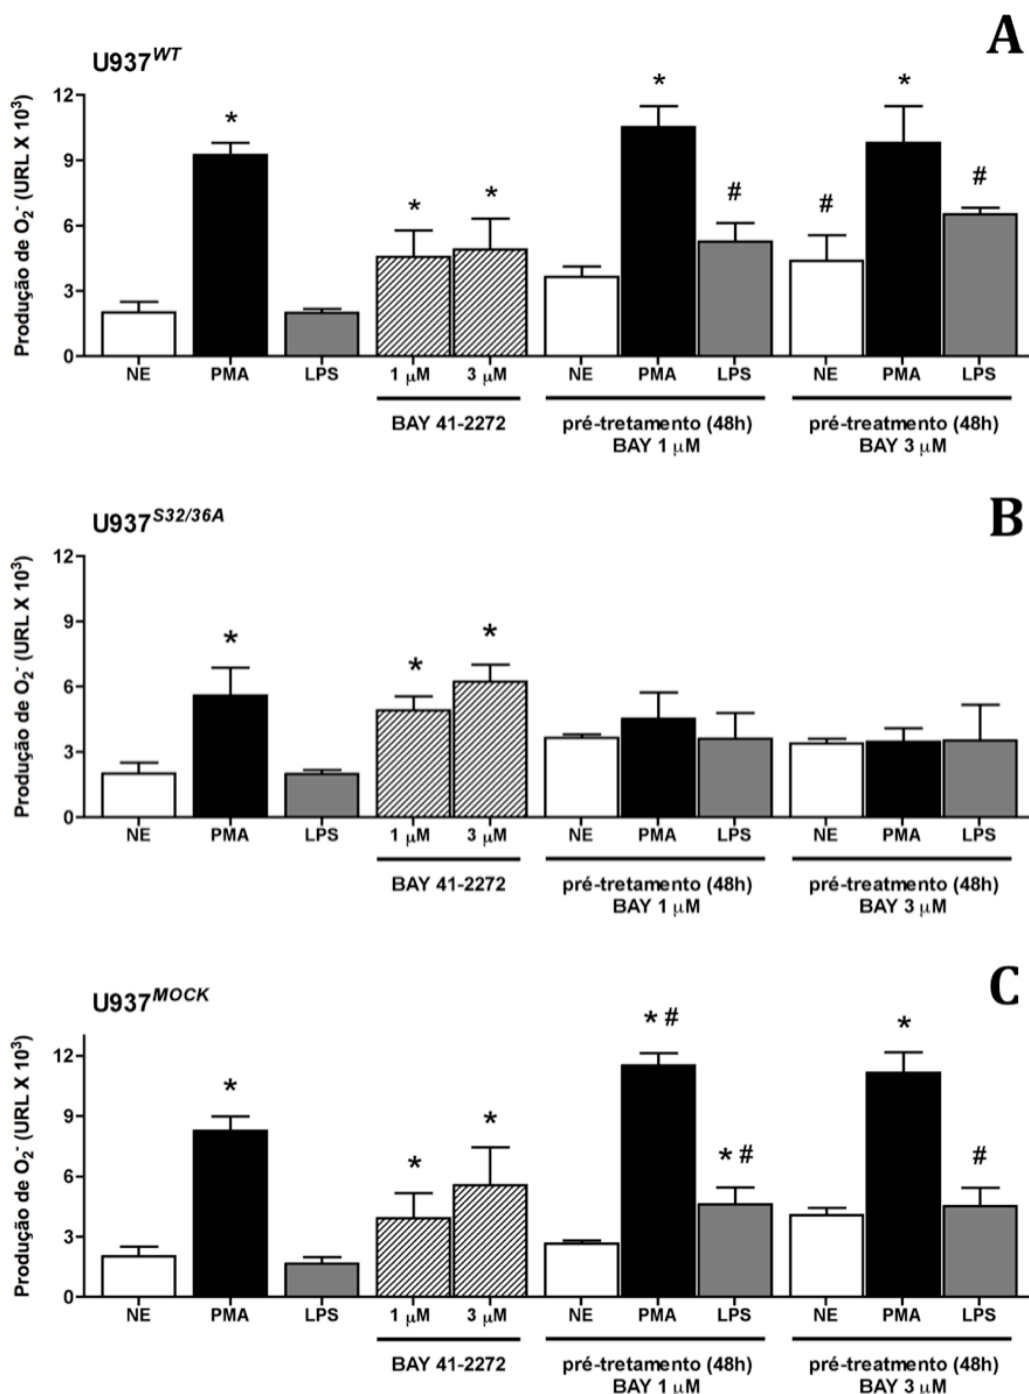 A
U937WT
Produção de O2- (URL X 10³)
12
9
6
3
0
*
* *
* #
# * #
NE PMA LPS 1 µM 3 µM NE PMA LPS NE PMA LPS
BAY 41-2272 pré-tretamento (48h) pré-treatmento (48h)
BAY 1 µM BAY 3 µM
B
U937S32/36A
Produção de O2- (URL X 10³)
12
9
6
3
0
*
* *
NE PMA LPS 1 µM 3 µM NE PMA LPS NE PMA LPS
BAY 41-2272 pré-tretamento (48h) pré-treatmento (48h)
BAY 1 µM BAY 3 µM
C
U937MOCK
Produção de O2- (URL X 10³)
12
9
6
3
0
*
* *
* # * #
* #
NE PMA LPS 1 µM 3 µM NE PMA LPS NE PMA LPS
BAY 41-2272 pré-tretamento (48h) pré-treatmento (48h)
BAY 1 µM BAY 3 µM